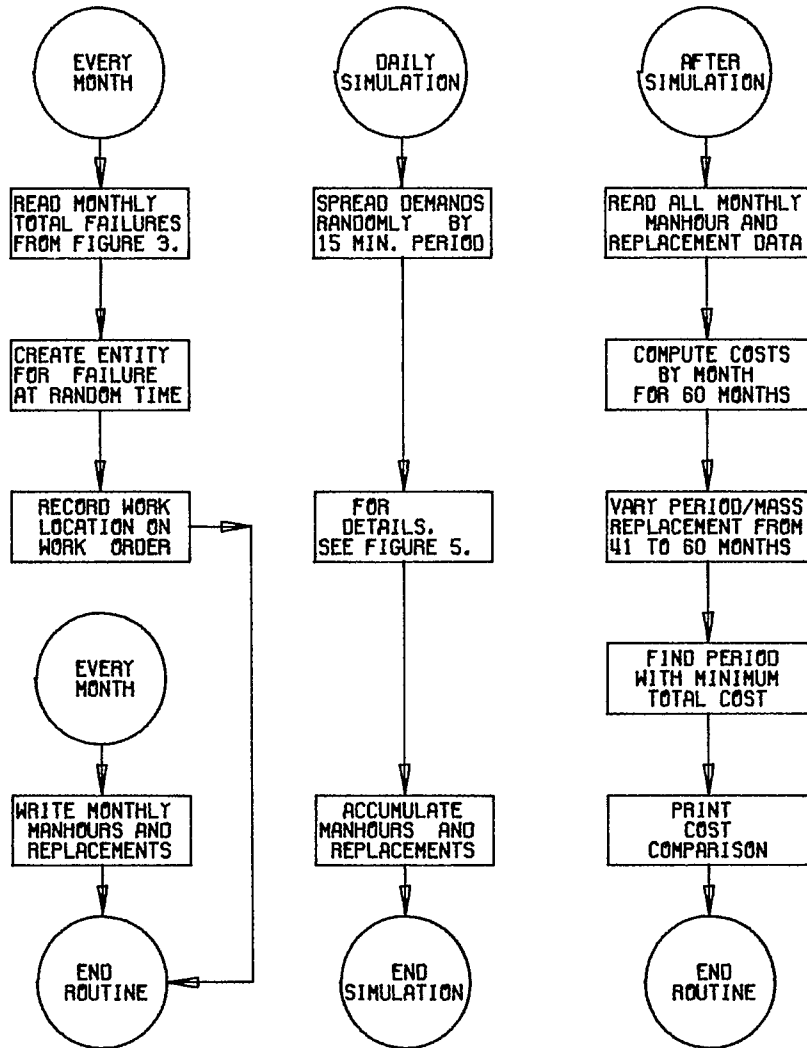 EVERY
MONTH
READ MONTHLY
TOTAL FAILURES
FROM FIGURE 3.
CREATE ENTITY
FOR FAILURE
AT RANDOM TIME
RECORD WORK
LOCATION ON
WORK ORDER
EVERY
MONTH
WRITE MONTHLY
MANHOURS AND
REPLACEMENTS
END
ROUTINE
DAILY
SIMULATION
SPREAD DEMANDS
RANDOMLY BY
15 MIN. PERIOD
FOR
DETAILS.
SEE FIGURE 5.
ACCUMULATE
MANHOURS AND
REPLACEMENTS
END
SIMULATION
AFTER
SIMULATION
READ ALL MONTHLY
MANHOUR AND
REPLACEMENT DATA
COMPUTE COSTS
BY MONTH
FOR 60 MONTHS
VARY PERIOD/MASS
REPLACEMENT FROM
41 TO 60 MONTHS
FIND PERIOD
WITH MINIMUM
TOTAL COST
PRINT
COST
COMPARISON
END
ROUTINE